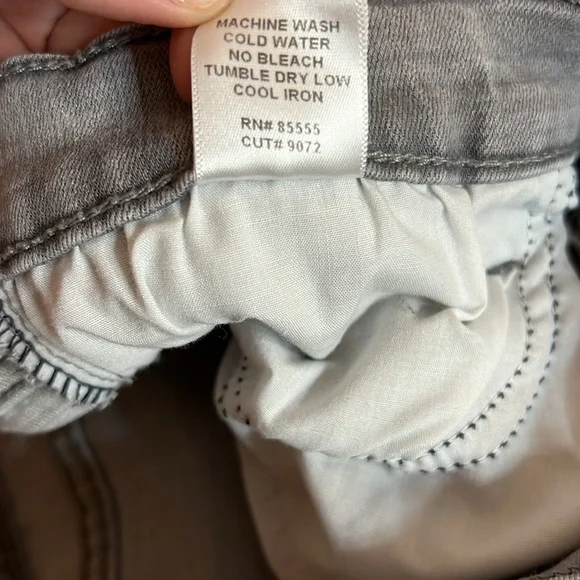 MACHINE WASH
COLD WATER
NO BLEACH
TUMBLE DRY LOW
COOL IRON
RN# 85555
CUT# 9072